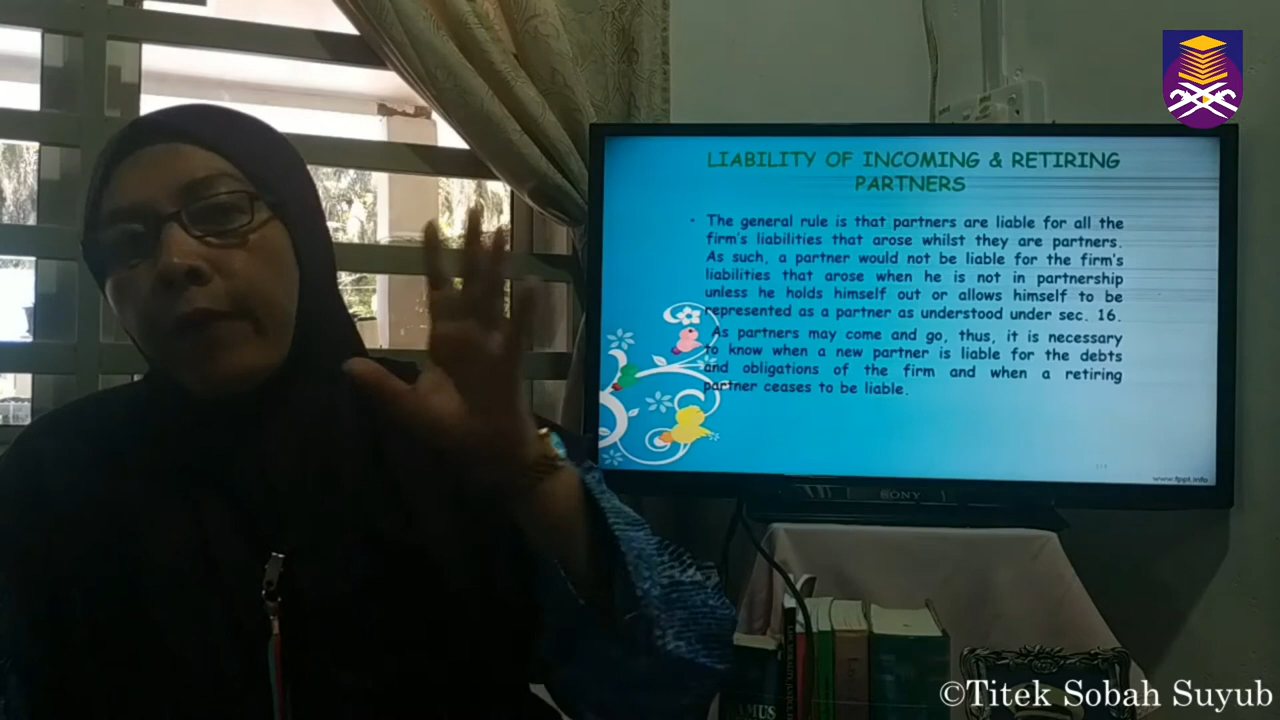 LIABILITY OF INCOMING & RETIRING
PARTNERS
• The general rule is that partners are liable for all the
firm's liabilities that arose whilst they are partners.
As such, a partner would not be liable for the firm's
liabilities that arose when he is not in partnership
unless he holds himself out or allows himself to be
represented as a partner as understood under sec. 16.
As partners may come and go, thus, it is necessary
to know when a new partner is liable for the debts
and obligations of the firm and when a retiring
partner ceases to be liable.
www.fppt.info
SONY
©Titek Sobah Suyub